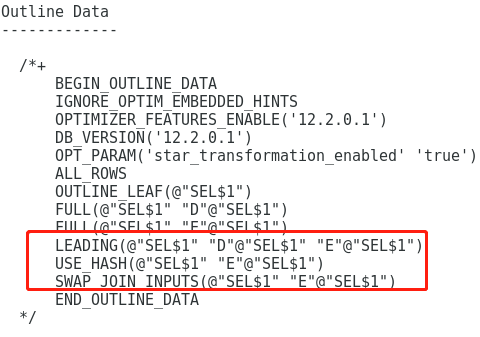 Outline Data
-------------
/*+
BEGIN_OUTLINE_DATA
IGNORE_OPTIM_EMBEDDED_HINTS
OPTIMIZER_FEATURES_ENABLE('12.2.0.1')
DB_VERSION('12.2.0.1')
OPT_PARAM('star_transformation_enabled' 'true')
ALL_ROWS
OUTLINE_LEAF(@"SEL$1")
FULL(@"SEL$1" "D"@"SEL$1")
FULL(@"SEL$1" "E"@"SEL$1")
LEADING(@"SEL$1" "D"@"SEL$1" "E"@"SEL$1")
USE_HASH(@"SEL$1" "E"@"SEL$1")
SWAP_JOIN_INPUTS(@"SEL$1" "E"@"SEL$1")
END_OUTLINE_DATA
*/